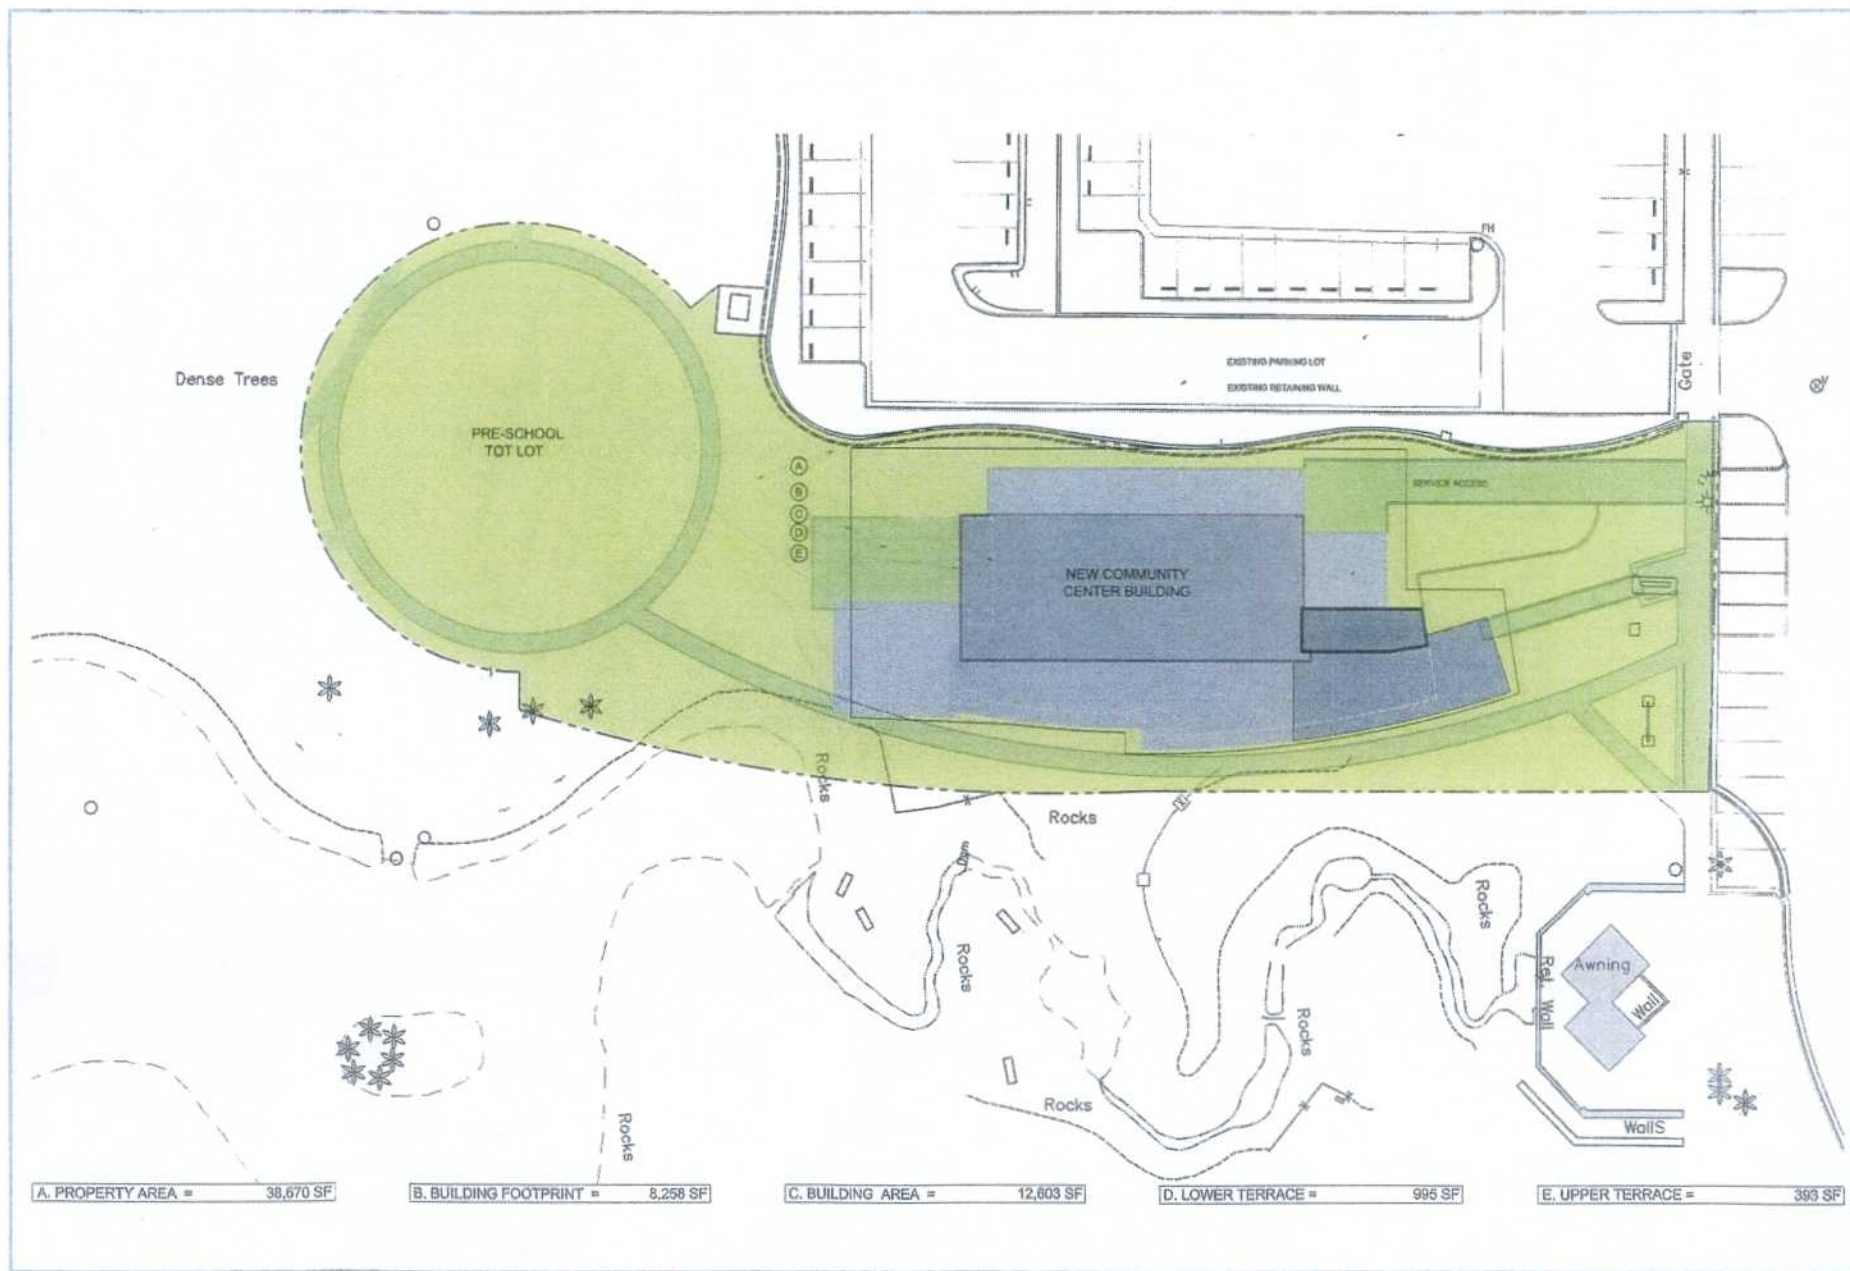 FH
EXISTING PARKING LOT
EXISTING RETAINING WALL
Gate
Dense Trees
PRE-SCHOOL
TOT LOT
A
B
C
D
E
SERVICE ACCESS
NEW COMMUNITY
CENTER BUILDING
Rocks
Rocks
Rocks
Rocks
Rocks
Rocks
Rocks
Ret. Wall
Awning
Wall
WallS
A. PROPERTY AREA = 38,670 SF
B. BUILDING FOOTPRINT = 8,258 SF
C. BUILDING AREA = 12,603 SF
D. LOWER TERRACE = 995 SF
E. UPPER TERRACE = 393 SF